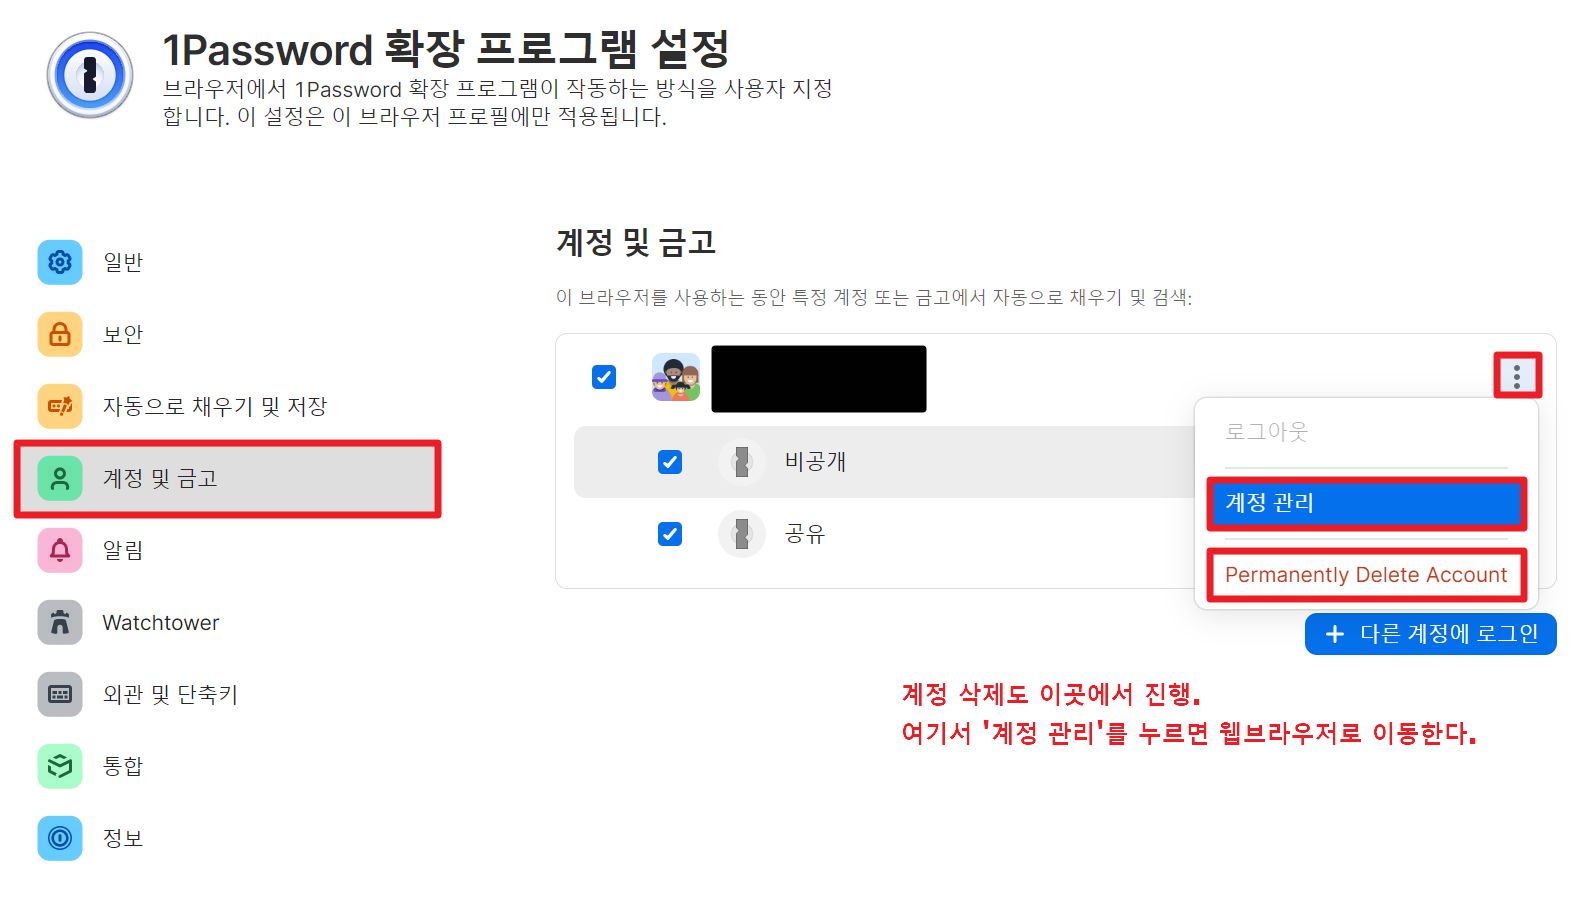 1Password 확장 프로그램 설정
브라우저에서 1Password 확장 프로그램이 작동하는 방식을 사용자 지정
합니다. 이 설정은 이 브라우저 프로필에만 적용됩니다.
일반
보안
자동으로 채우기 및 저장
계정 및 금고
알림
Watchtower
외관 및 단축키
통합
정보
계정 및 금고
이 브라우저를 사용하는 동안 특정 계정 또는 금고에서 자동으로 채우기 및 검색:
비공개
공유
로그아웃
계정 관리
Permanently Delete Account
+ 다른 계정에 로그인
계정 삭제도 이곳에서 진행.
여기서 '계정 관리'를 누르면 웹브라우저로 이동한다.